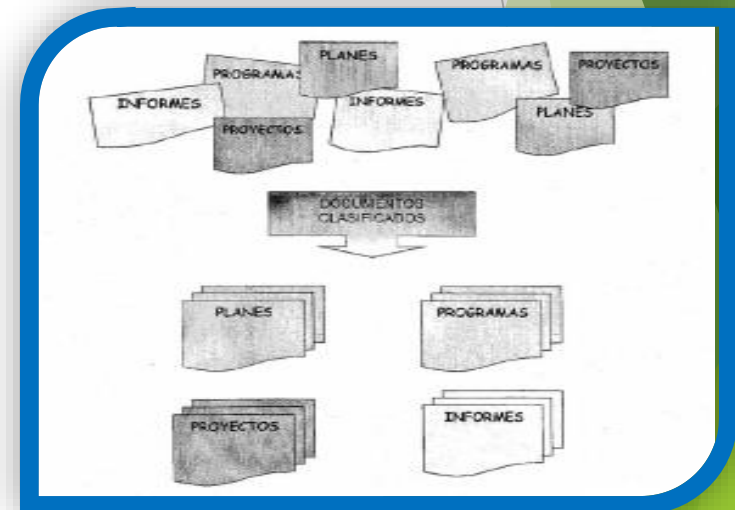 PLANES
PROGRAMAS
PROGRAMAS
PROYECTOS
INFORMES
INFORMES
PLANES
PROYECTOS
DOCUMENTOS
CLASIFICADOS
PLANES
PROGRAMAS
PROYECTOS
INFORMES